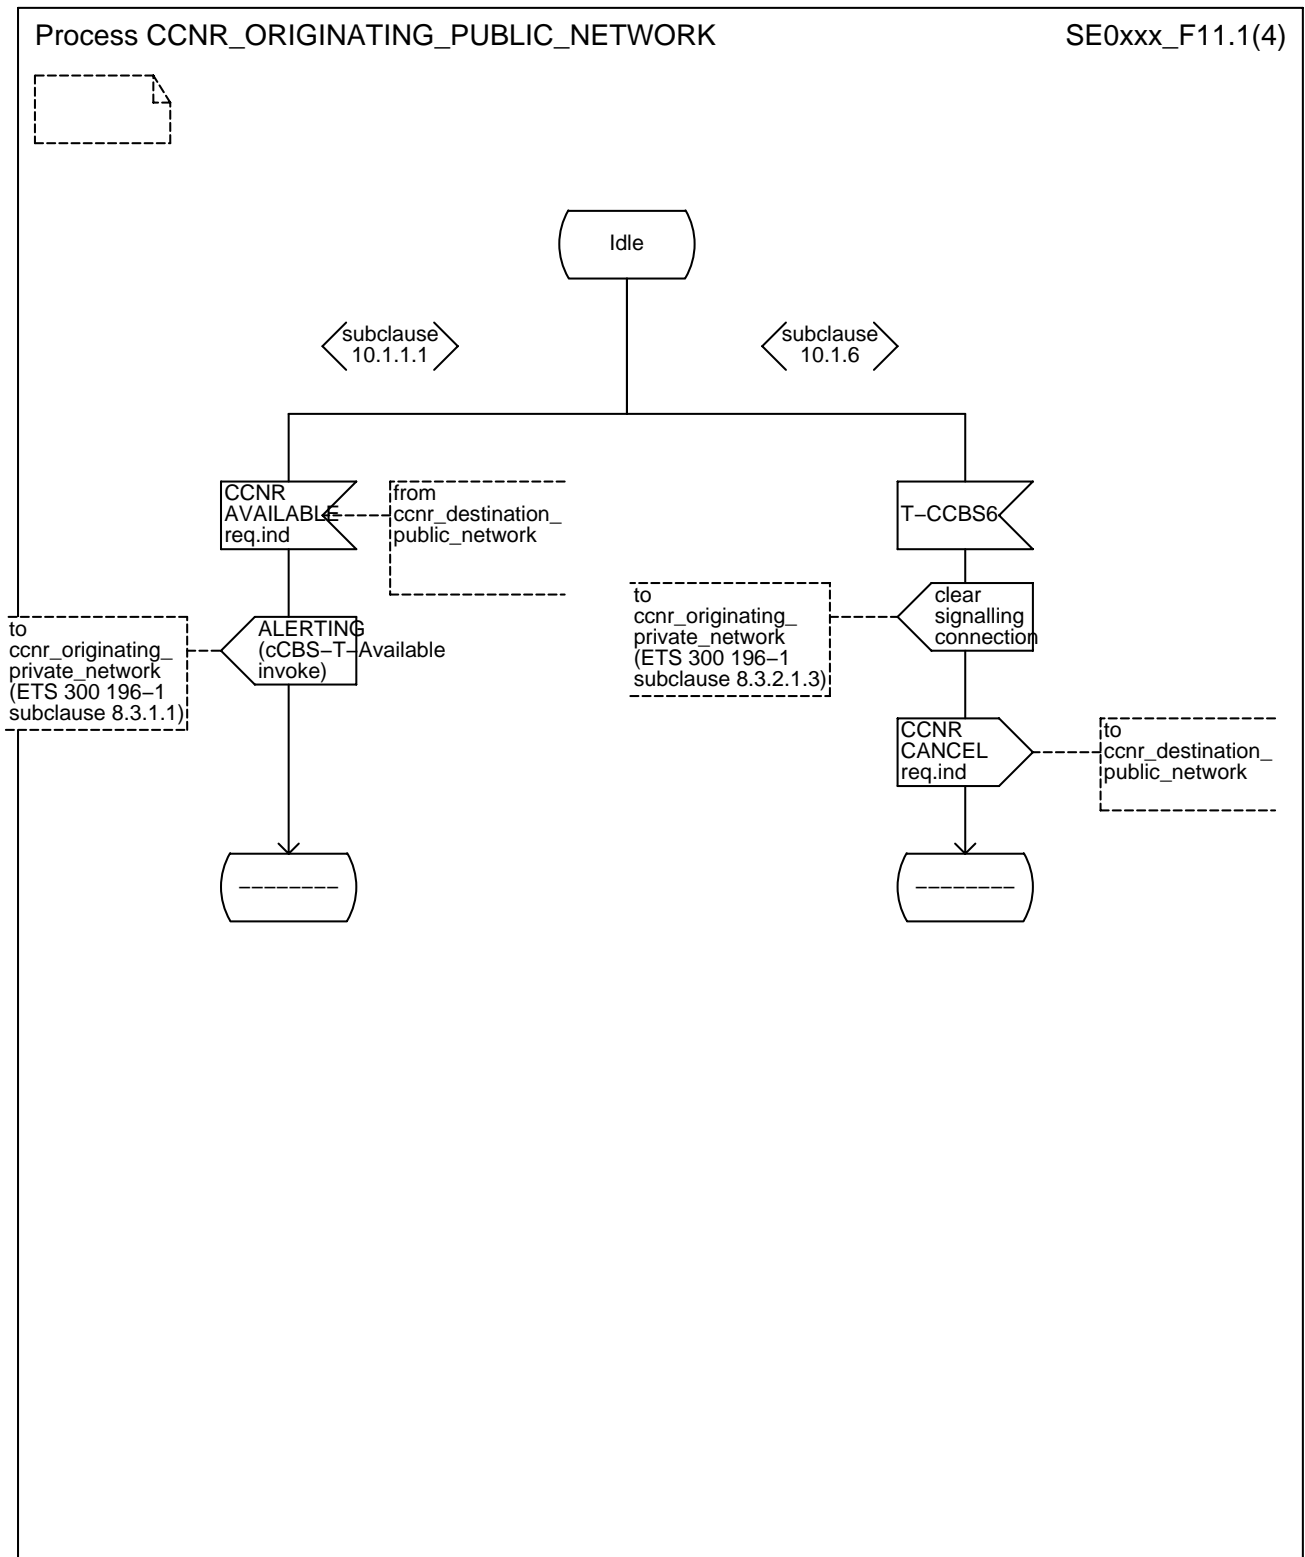 Process CCNR_ORIGINATING_PUBLIC_NETWORK
SE0xxx_F11.1(4)
Idle
subclause
10.1.1.1
subclause
10.1.6
CCNR
AVAILABLE
req.ind
from
ccnr_destination_
public_network
T−CCBS6
to
ccnr_originating_
private_network
(ETS 300 196−1
subclause 8.3.1.1)
ALERTING
(cCBS−T−Available
invoke)
to
ccnr_originating_
private_network
(ETS 300 196−1
subclause 8.3.2.1.3)
clear
signalling
connection
CCNR
CANCEL
req.ind
to
ccnr_destination_
public_network
−−−−−−−−
−−−−−−−−